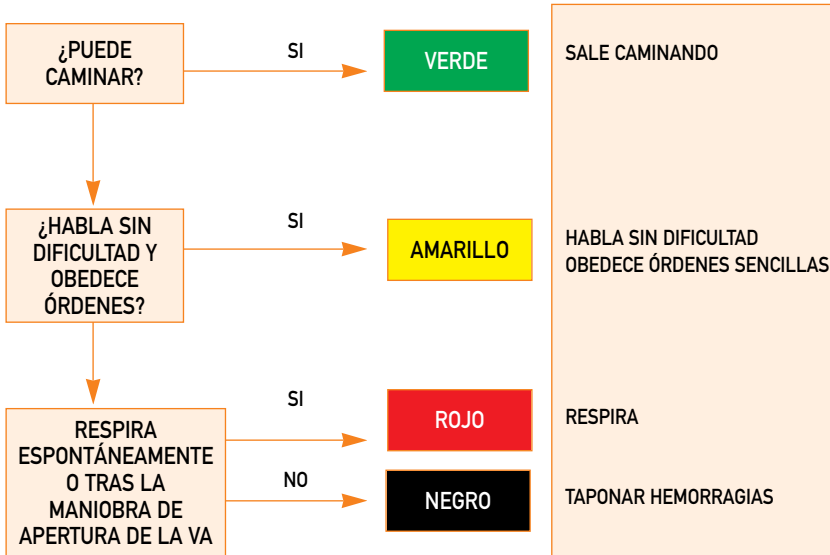 ¿PUEDE
CAMINAR?
SI
VERDE
SALE CAMINANDO
¿HABLA SIN
DIFICULTAD Y
OBEDECE
ÓRDENES?
SI
AMARILLO
HABLA SIN DIFICULTAD
OBEDECE ÓRDENES SENCILLAS
RESPIRA
ESPONTÁNEAMENTE
O TRAS LA
MANIOBRA DE
APERTURA DE LA VA
SI
ROJO
RESPIRA
NO
NEGRO
TAPONAR HEMORRAGIAS